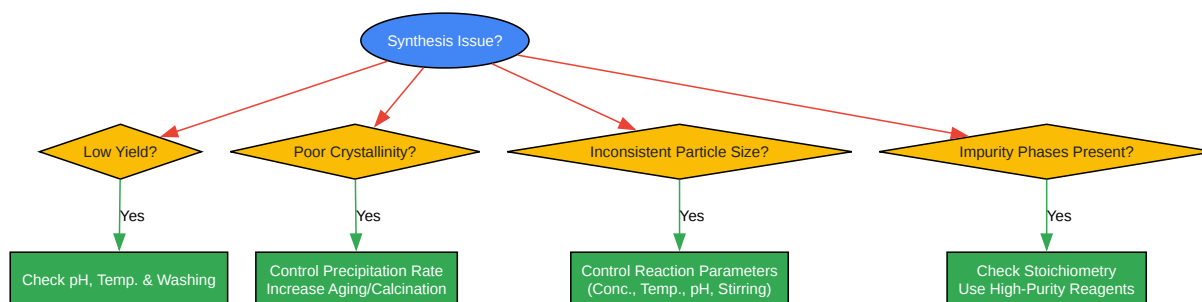 Synthesis Issue?
Low Yield?
Poor Crystallinity?
Inconsistent Particle Size?
Impurity Phases Present?
Yes
Yes
Yes
Yes
Check pH, Temp. & Washing
Control Precipitation Rate
Increase Aging/Calcination
Control Reaction Parameters
(Conc., Temp., pH, Stirring)
Check Stoichiometry
Use High-Purity Reagents